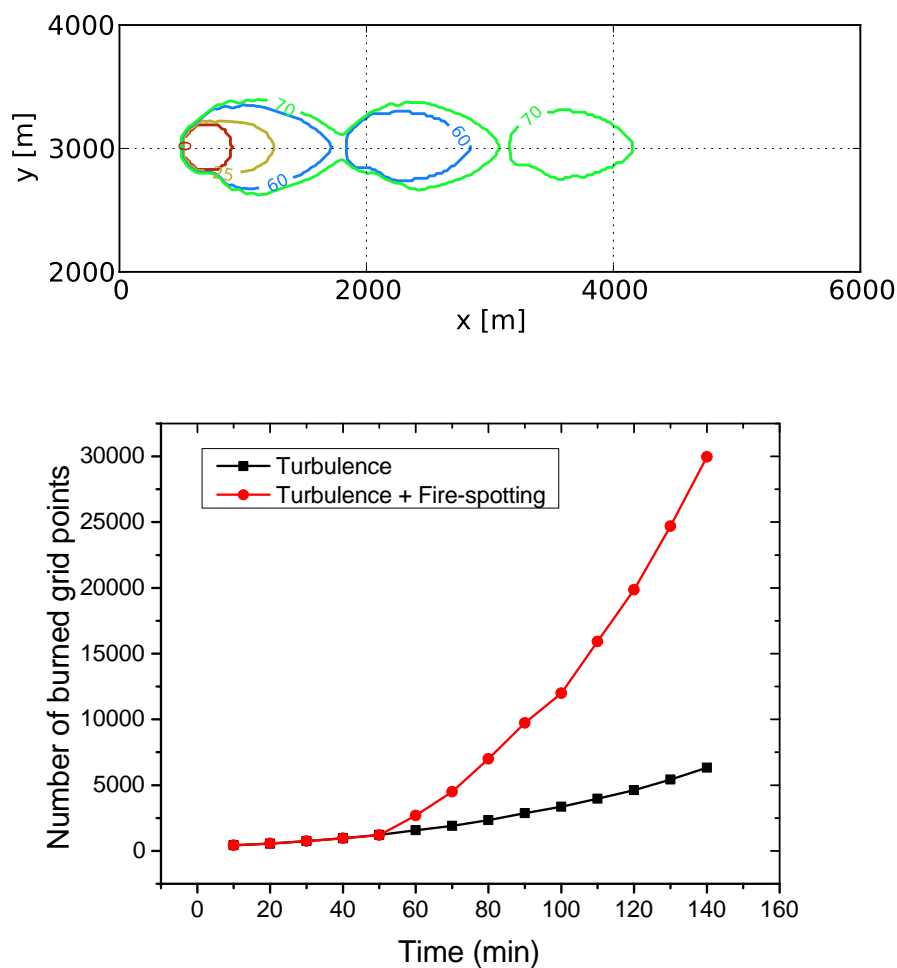 4000
y [m]
3000
2000
70
60
25
0
60
70
0 2000 4000 6000
x [m]
Number of burned grid points
30000
25000
20000
15000
10000
5000
0
Turbulence
Turbulence + Fire-spotting
0 20 40 60 80 100 120 140 160
Time (min)